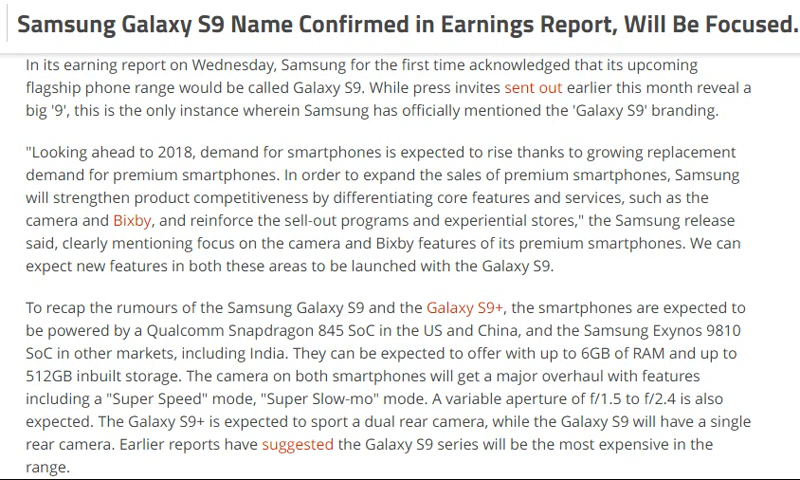 Samsung Galaxy S9 Name Confirmed in Earnings Report, Will Be Focused.
In its earning report on Wednesday, Samsung for the first time acknowledged that its upcoming
flagship phone range would be called Galaxy S9. While press invites sent out earlier this month reveal a
big '9', this is the only instance wherein Samsung has officially mentioned the 'Galaxy S9' branding.
"Looking ahead to 2018, demand for smartphones is expected to rise thanks to growing replacement
demand for premium smartphones. In order to expand the sales of premium smartphones, Samsung
will strengthen product competitiveness by differentiating core features and services, such as the
camera and Bixby, and reinforce the sell-out programs and experiential stores," the Samsung release
said, clearly mentioning focus on the camera and Bixby features of its premium smartphones. We can
expect new features in both these areas to be launched with the Galaxy S9.
To recap the rumours of the Samsung Galaxy S9 and the Galaxy S9+, the smartphones are expected to
be powered by a Qualcomm Snapdragon 845 SoC in the US and China, and the Samsung Exynos 9810
SoC in other markets, including India. They can be expected to offer with up to 6GB of RAM and up to
512GB inbuilt storage. The camera on both smartphones will get a major overhaul with features
including a "Super Speed" mode, "Super Slow-mo" mode. A variable aperture of f/1.5 to f/2.4 is also
expected. The Galaxy S9+ is expected to sport a dual rear camera, while the Galaxy S9 will have a single
rear camera. Earlier reports have suggested the Galaxy S9 series will be the most expensive in the
range.